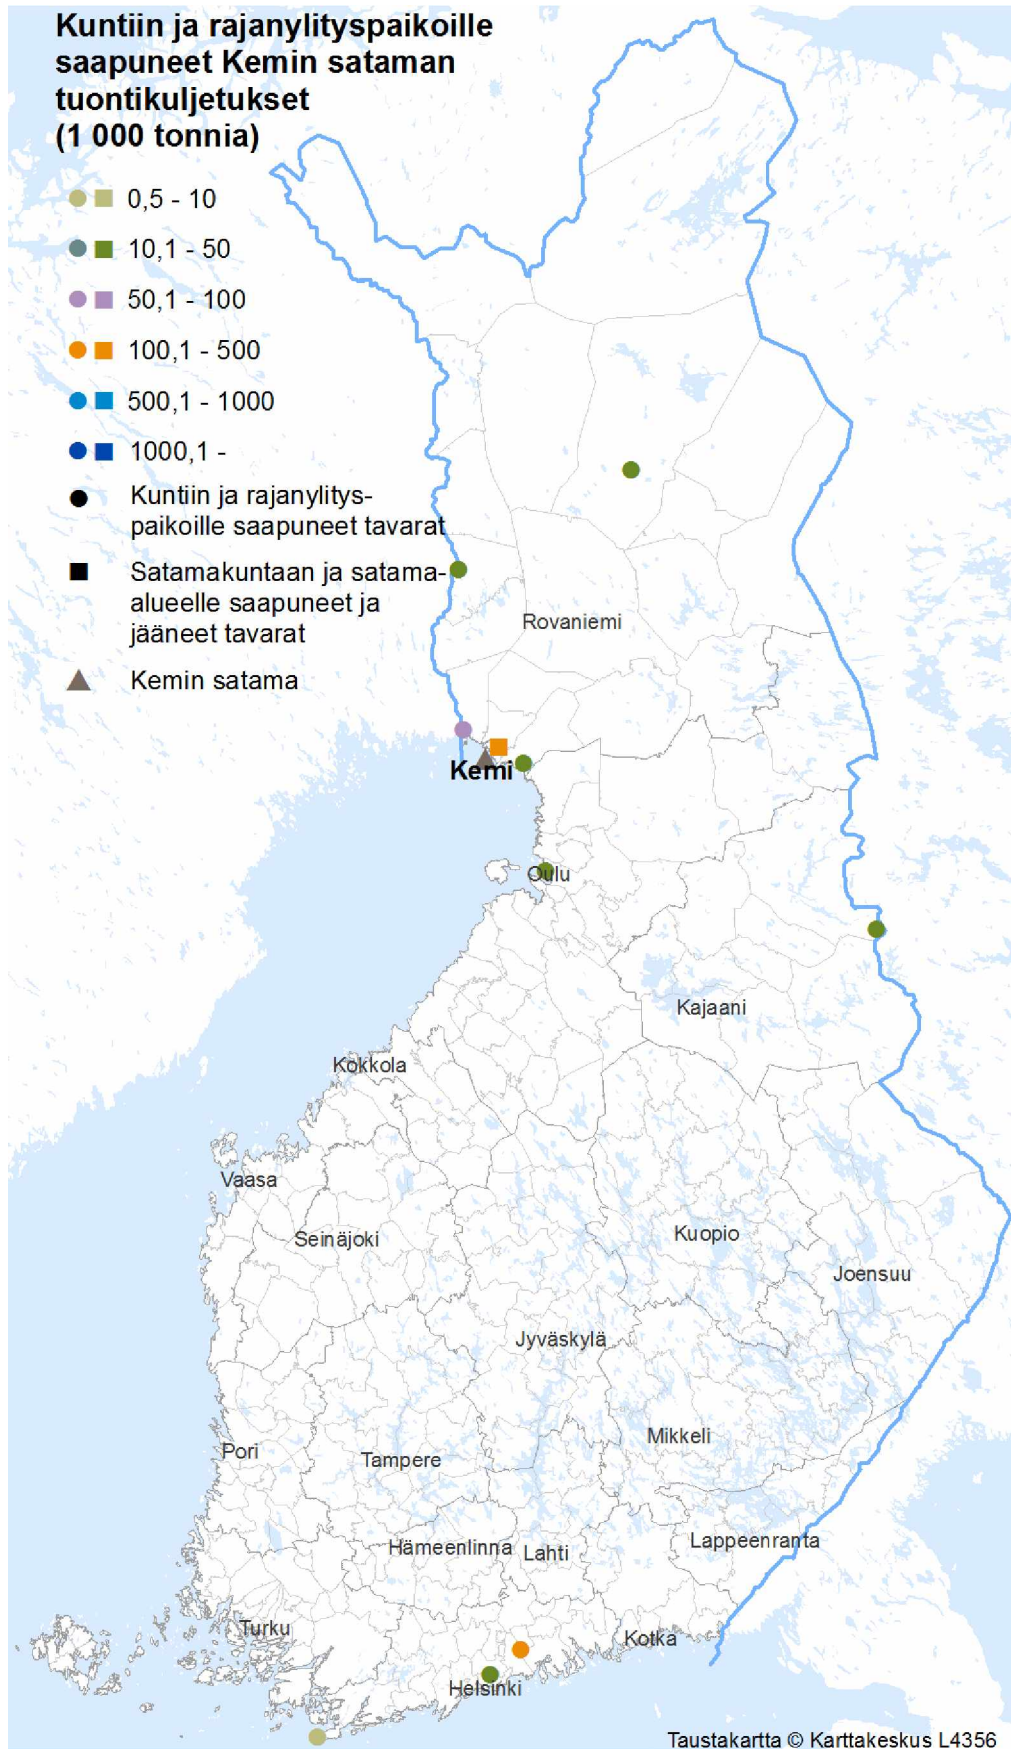 Kuntiin ja rajanylityspaikoille
saapuneet Kemin sataman
tuontikuljetukset
(1 000 tonnia)
0,5 - 10
10,1 - 50
50,1 - 100
100,1 - 500
500,1 - 1000
1000,1 -
Kuntiin ja rajanylitys-
paikoille saapuneet tavarat
Satamakuntaan ja satama-
alueelle saapuneet ja
jääneet tavarat
Kemin satama
Rovaniemi
Kemi
Oulu
Kajaani
Kokkola
Vaasa
Seinäjoki
Kuopio
Joensuu
Jyväskylä
Mikkeli
Pori
Tampere
Lappeenranta
Hämeenlinna
Lahti
Turku
Kotka
Helsinki
Taustakartta © Karttakeskus L4356